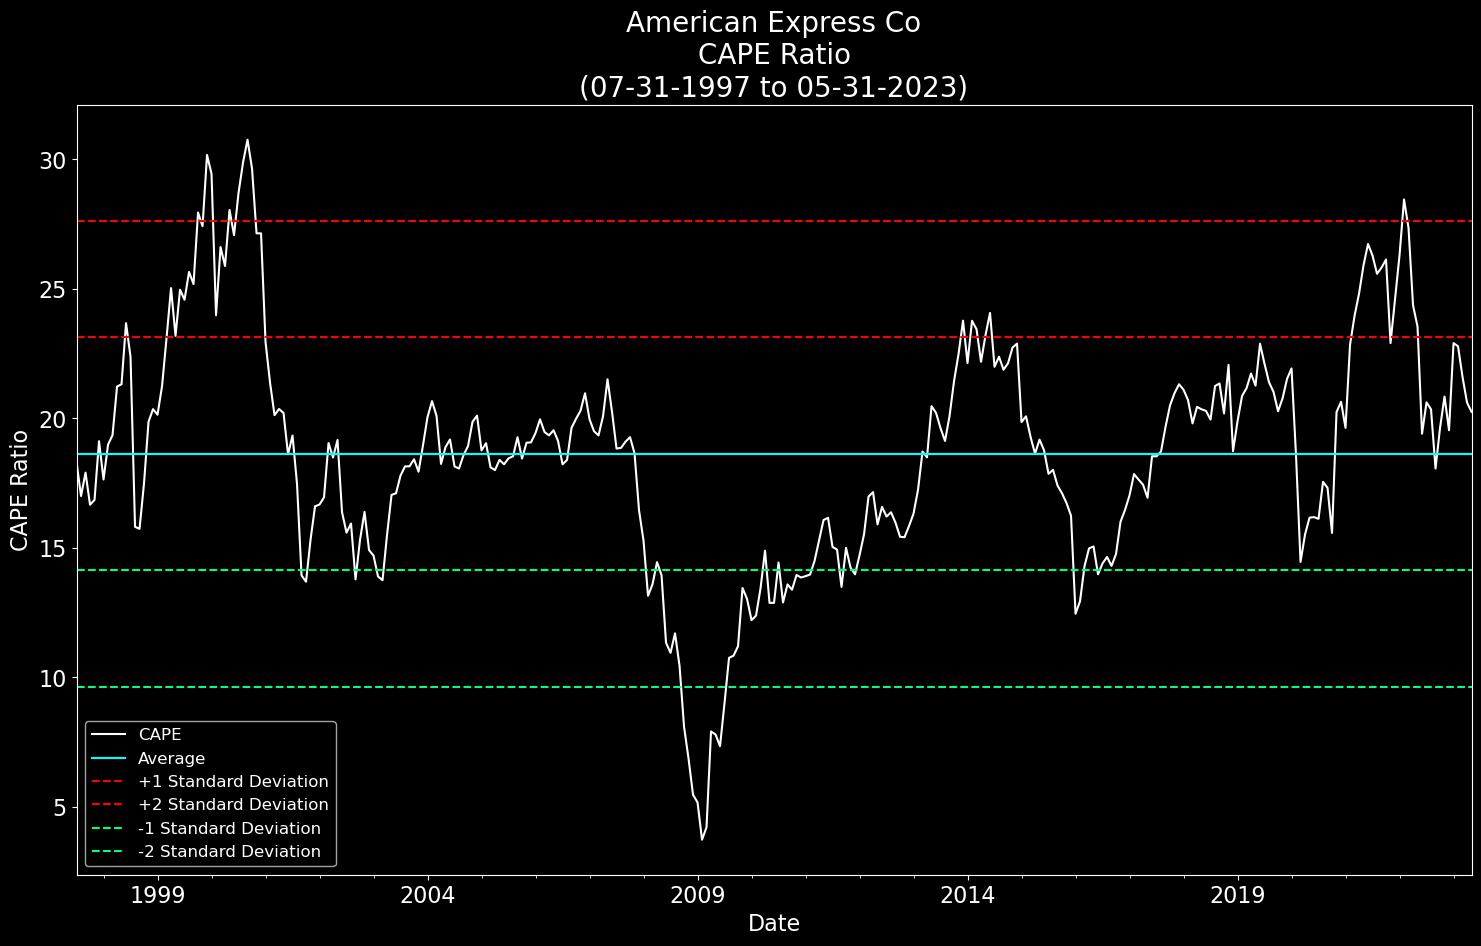 American Express Co
CAPE Ratio
(07-31-1997 to 05-31-2023)
CAPE Ratio
30
25
20
15
10
5
CAPE
Average
+1 Standard Deviation
+2 Standard Deviation
-1 Standard Deviation
-2 Standard Deviation
1999 2004 2009 2014 2019
Date